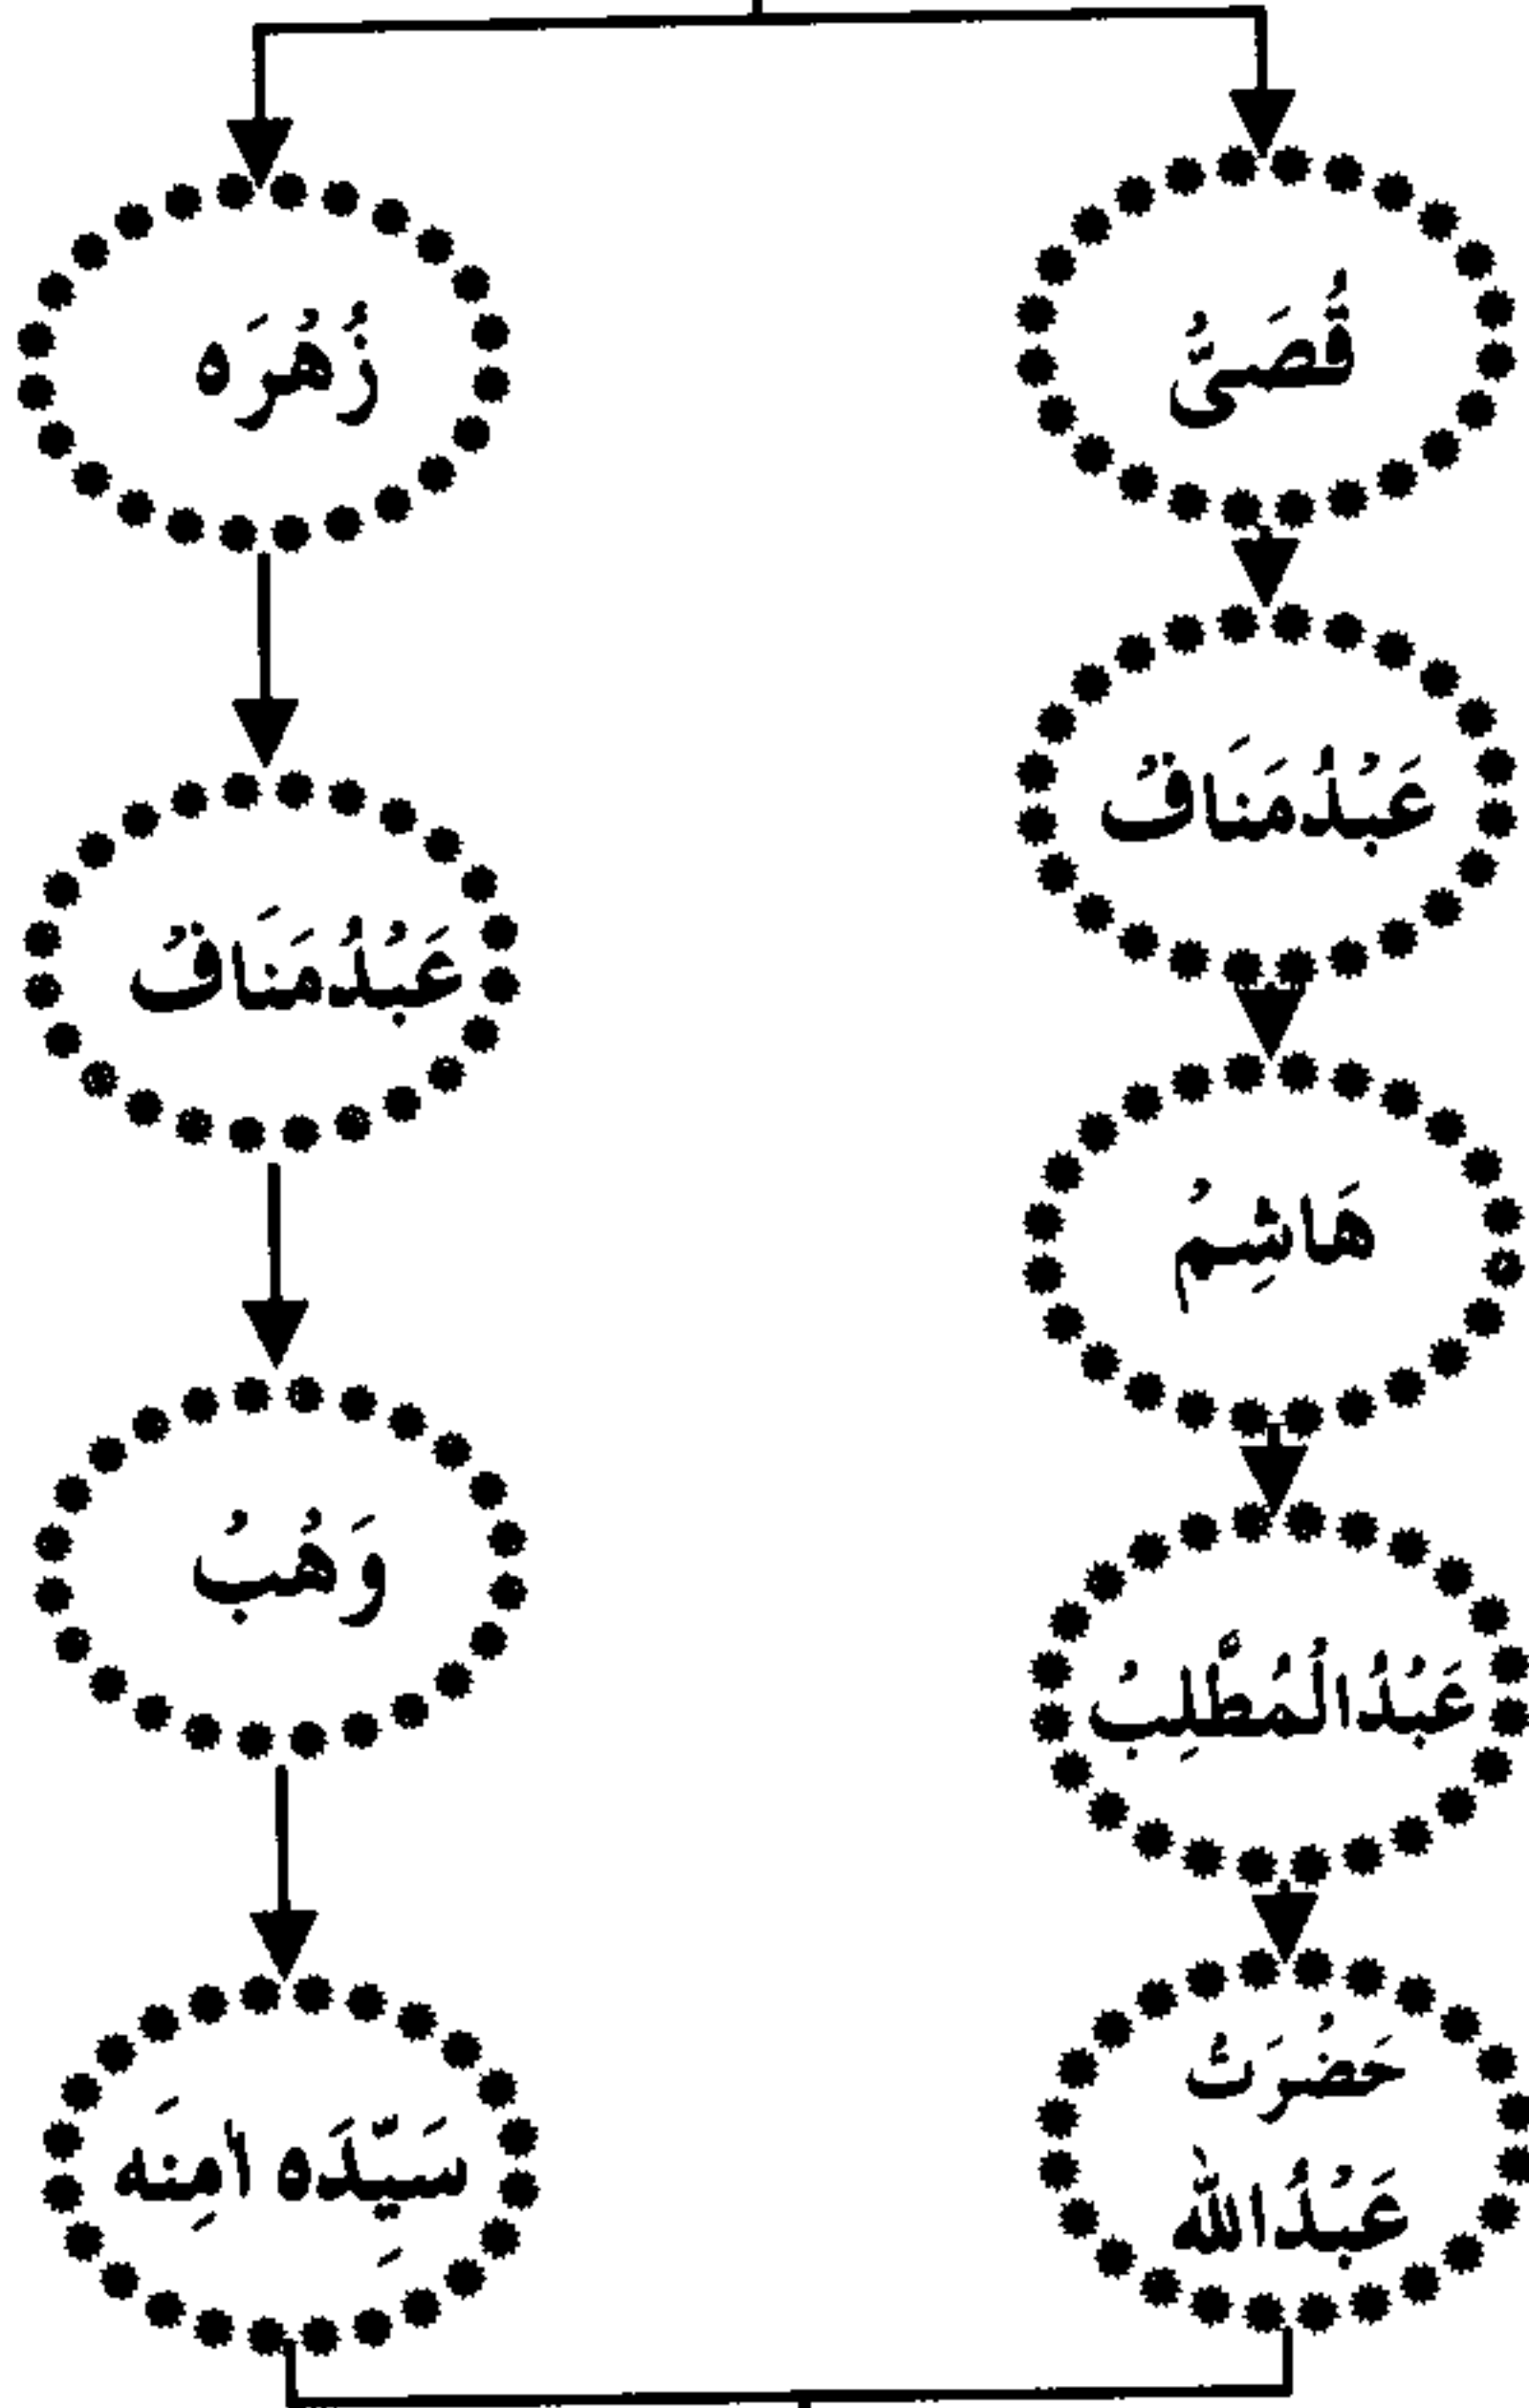 قُصَیُّ
زُهْرَه
عَبْدُمَنَافْ
عَبْدُمَنَافْ
هَاشِمْ
وَهْبْ
عَبْدُالْمُطَّلِبْ
حَضْرَتْ
عَبْدُاللّٰه
سَیِّدَه اٰمِنَه